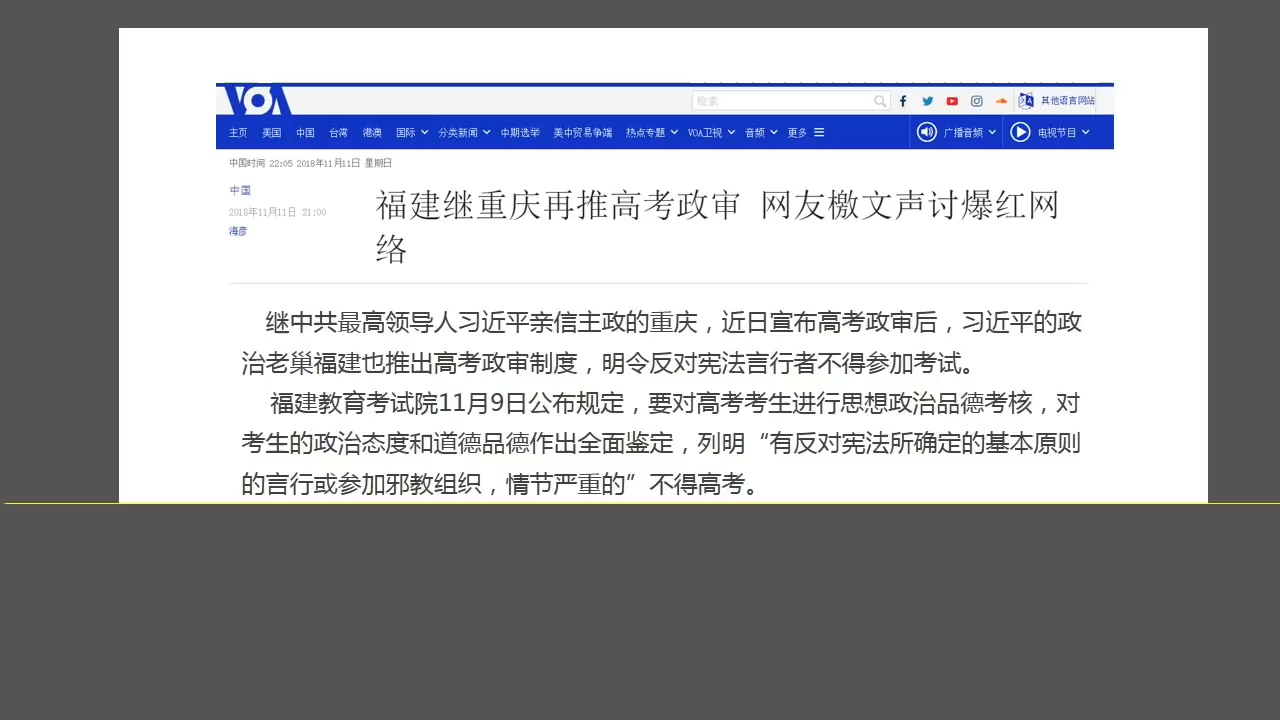 VOA
检索
其他语言网站
主页 美国 中国 台湾 港澳 国际 分类新闻 中期选举 美中贸易争端 热点专题 VOA卫视 音频 更多 广播音频 电视节目
中国时间 22:05 2018年11月11日 星期日
中国
2018年11月11日 21:00
海彦
福建继重庆再推高考政审 网友檄文声讨爆红网
络
继中共最高领导人习近平亲信主政的重庆，近日宣布高考政审后，习近平的政
治老巢福建也推出高考政审制度，明令反对宪法言行者不得参加考试。
福建教育考试院11月9日公布规定，要对高考考生进行思想政治品德考核，对
考生的政治态度和道德品德作出全面鉴定，列明“有反对宪法所确定的基本原则
的言行或参加邪教组织，情节严重的”不得高考。